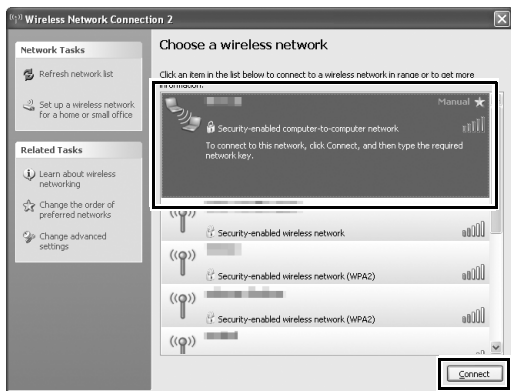 Wireless Network Connection 2
Network Tasks
Refresh network list
Set up a wireless network
for a home or small office
Related Tasks
Learn about wireless
networking
Change the order of
preferred networks
Change advanced
settings
Choose a wireless network
Click an item in the list below to connect to a wireless network in range or to get more
information.
Manual
Security-enabled computer-to-computer network
To connect to this network, click Connect, and then type the required
network key.
Security-enabled wireless network
Security-enabled wireless network (WPA2)
Security-enabled wireless network (WPA2)
Connect